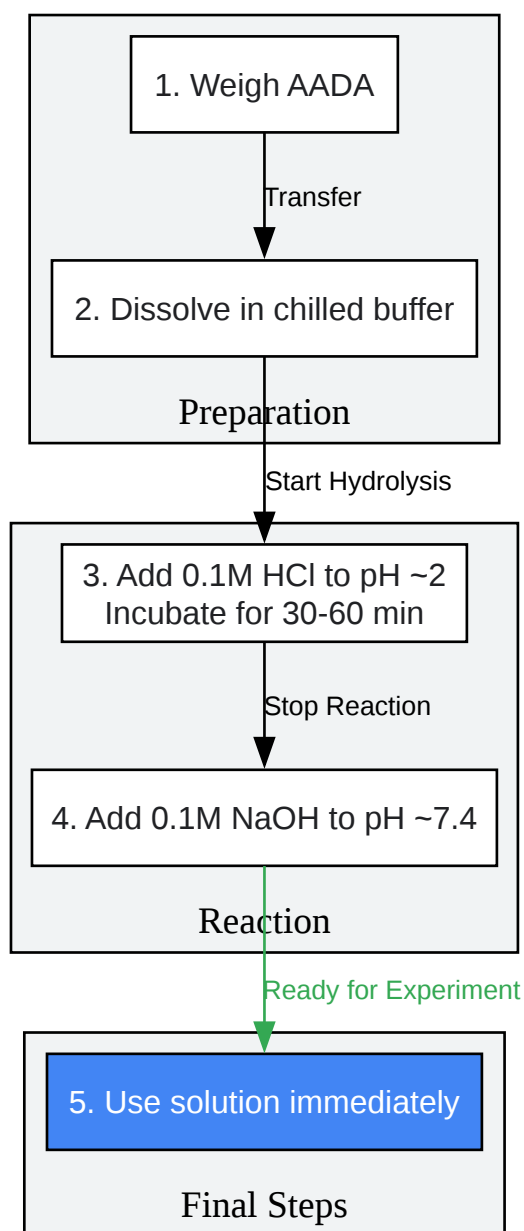 1. Weigh AADA
Transfer
2. Dissolve in chilled buffer
Preparation
Start Hydrolysis
3. Add 0.1M HCl to pH ~2
Incubate for 30-60 min
Stop Reaction
4. Add 0.1M NaOH to pH ~7.4
Reaction
Ready for Experiment
5. Use solution immediately
Final Steps